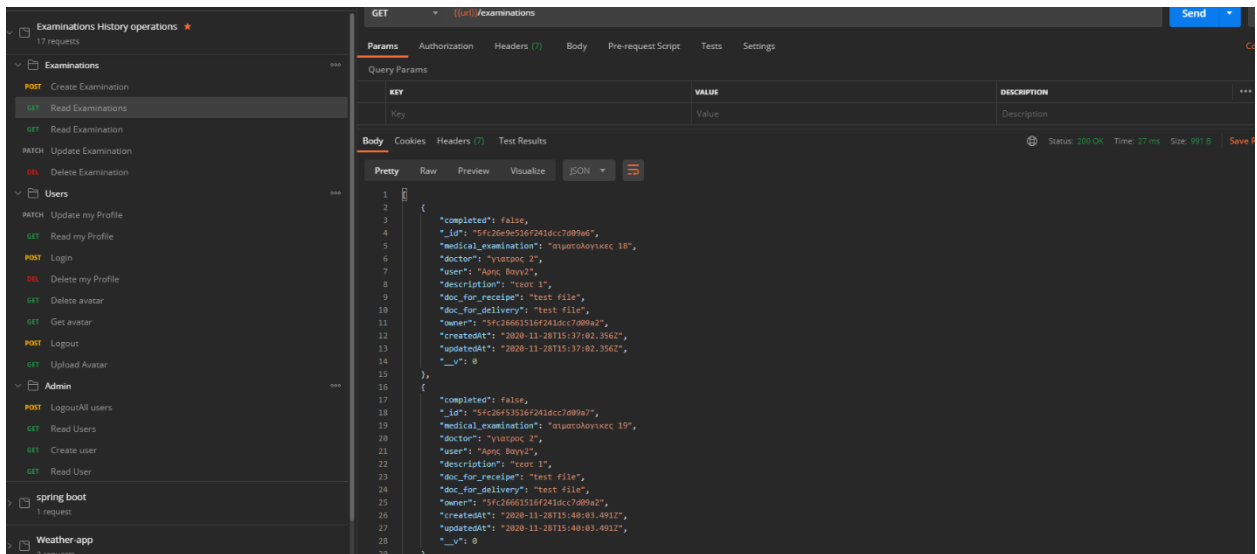 Examinations History operations
17 requests
Examinations
POST Create Examination
GET Read Examinations
GET Read Examination
PATCH Update Examination
DEL Delete Examination
Users
PATCH Update my Profile
GET Read my Profile
POST Login
DEL Delete my Profile
GET Delete avatar
GET Get avatar
POST Logout
GET Upload Avatar
Admin
POST LogoutAll users
GET Read Users
GET Create user
GET Read User
spring boot
1 request
Weather-app
GET {{url}}/examinations Send
Params Authorization Headers (7) Body Pre-request Script Tests Settings
Query Params
KEY VALUE DESCRIPTION
Key Value Description
Body Cookies Headers (7) Test Results Status: 200 OK Time: 27 ms Size: 991 B Save
Pretty Raw Preview Visualize JSON
1 [
2 {
3 "completed": false,
4 "_id": "5fc26e9e516f241dcc7d09a6",
5 "medical_examination": "αιματολογικες 18",
6 "doctor": "γιατρος 2",
7 "user": "Αρης Βαγγ2",
8 "description": "τεστ 1",
9 "doc_for_receipe": "test file",
10 "doc_for_delivery": "test file",
11 "owner": "5fc26661516f241dcc7d09a2",
12 "createdAt": "2020-11-28T15:37:02.356Z",
13 "updatedAt": "2020-11-28T15:37:02.356Z",
14 "__v": 0
15 },
16 {
17 "completed": false,
18 "_id": "5fc26f53516f241dcc7d09a7",
19 "medical_examination": "αιματολογικες 19",
20 "doctor": "γιατρος 2",
21 "user": "Αρης Βαγγ2",
22 "description": "τεστ 1",
23 "doc_for_receipe": "test file",
24 "doc_for_delivery": "test file",
25 "owner": "5fc26661516f241dcc7d09a2",
26 "createdAt": "2020-11-28T15:40:03.491Z",
27 "updatedAt": "2020-11-28T15:40:03.491Z",
28 "__v": 0